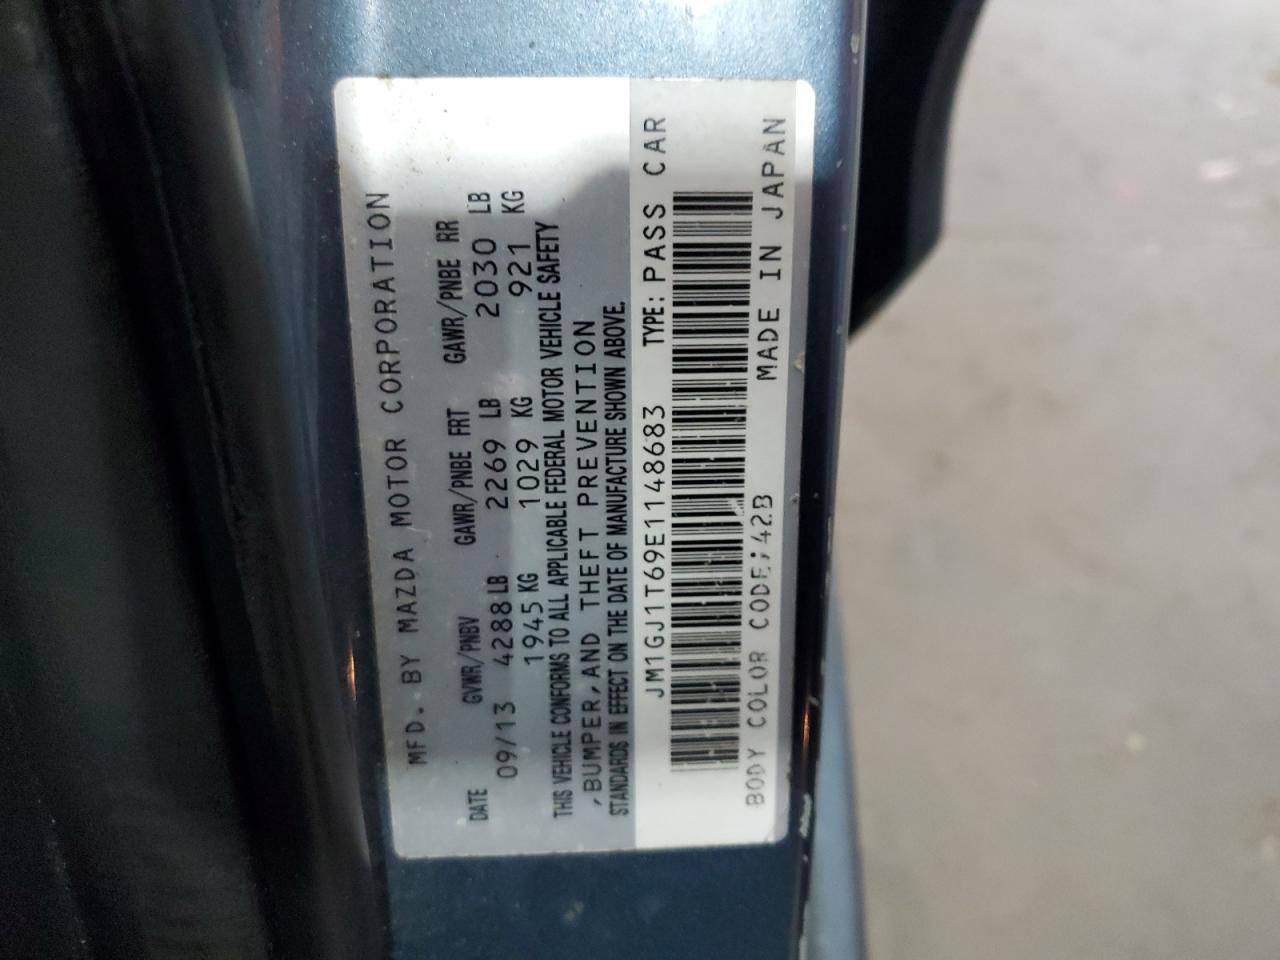 MFD. BY MAZDA MOTOR CORPORATION
DATE GVWR/PNBV GAWR/PNBE FRT GAWR/PNBE RR
09/13 4288 LB 2269 LB 2030 LB
1945 KG 1029 KG 921 KG
THIS VEHICLE CONFORMS TO ALL APPLICABLE FEDERAL MOTOR VEHICLE SAFETY
,BUMPER,AND THEFT PREVENTION
STANDARDS IN EFFECT ON THE DATE OF MANUFACTURE SHOWN ABOVE.
JM1GJ1T69E1148683 TYPE: PASS CAR
BODY COLOR CODE:42B MADE IN JAPAN